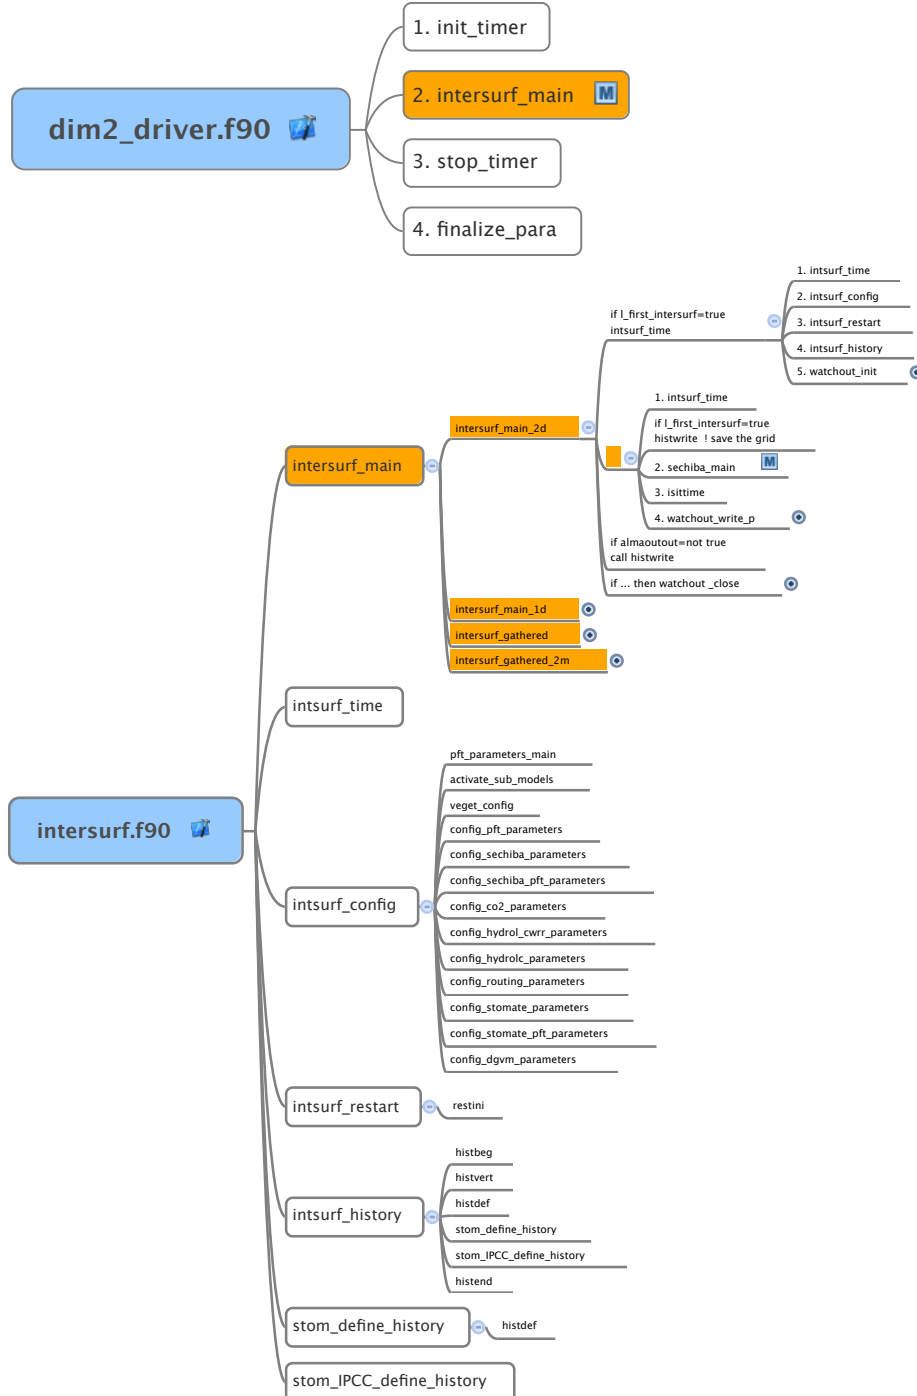 1. init_timer
2. intersurf_main M
dim2_driver.f90
3. stop_timer
4. finalize_para
1. intsurf_time
2. intsurf_config
if l_first_intersurf=true
intsurf_time
3. intsurf_restart
4. intsurf_history
5. watchout_init
1. intsurf_time
if l_first_intersurf=true
histwrite ! save the grid
intersurf_main_2d
2. sechiba_main M
3. isittime
4. watchout_write_p
intersurf_main
if almaoutout=not true
call histwrite
if ... then watchout _close
intersurf_main_1d
intersurf_gathered
intersurf_gathered_2m
intsurf_time
intersurf.f90
pft_parameters_main
activate_sub_models
veget_config
config_pft_parameters
config_sechiba_parameters
config_sechiba_pft_parameters
intsurf_config
config_co2_parameters
config_hydrol_cwrr_parameters
config_hydrolc_parameters
config_routing_parameters
config_stomate_parameters
config_stomate_pft_parameters
config_dgvm_parameters
intsurf_restart
restini
histbeg
histvert
histdef
intsurf_history
stom_define_history
stom_IPCC_define_history
histend
stom_define_history
histdef
stom_IPCC_define_history